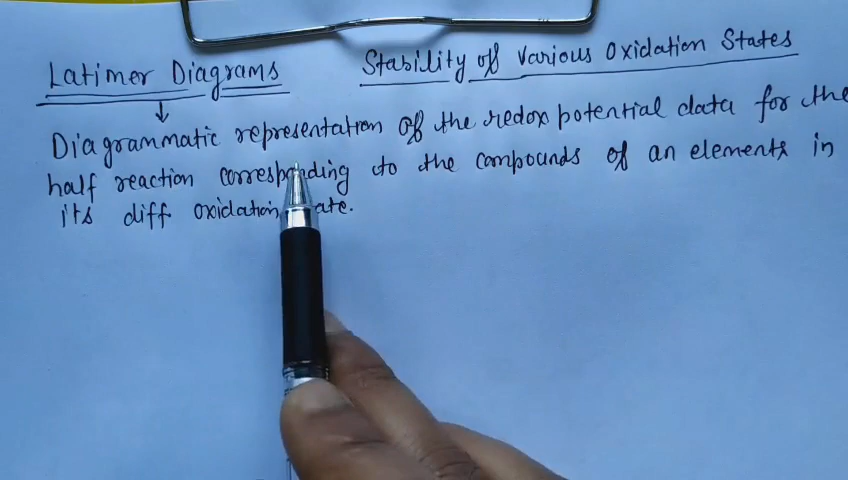 Latimer Diagrams Stability of Various Oxidation States
Diagrammatic representation of the redox potential data for the
half reaction corresponding to the compounds of an elements in
its diff oxidation ate.